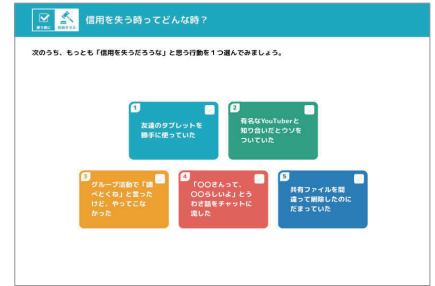 信用を失う時ってどんな時？
次のうち、もっとも「信用を失うだろうな」と思う行動を１つ選んでみましょう。
1
友達のタブレットを
勝手に使っていた
2
有名なYouTuberと
知り合いだとウソを
ついていた
3
グループ活動で「調
べとくね」と言った
けど、やってこな
かった
4
「〇〇さんって、
〇〇らしいよ」とう
わさ話をチャットに
流した
5
共有ファイルを間
違って削除したのに
だまっていた